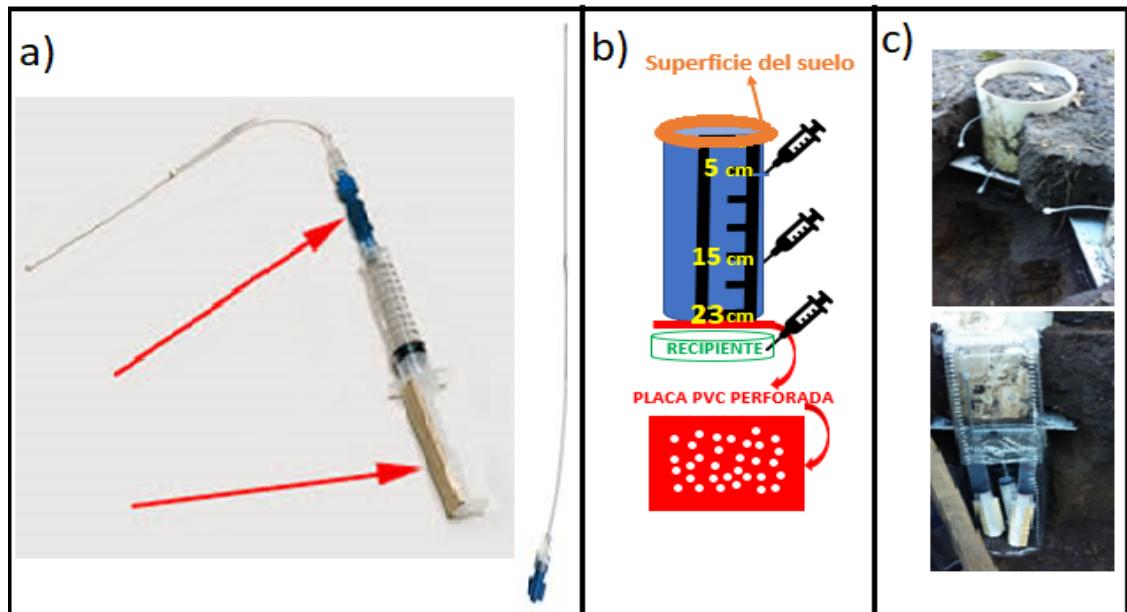 a)
b)
Superficie del suelo
5 cm
15 cm
23 cm
RECIPIENTE
PLACA PVC PERFORADA
c)